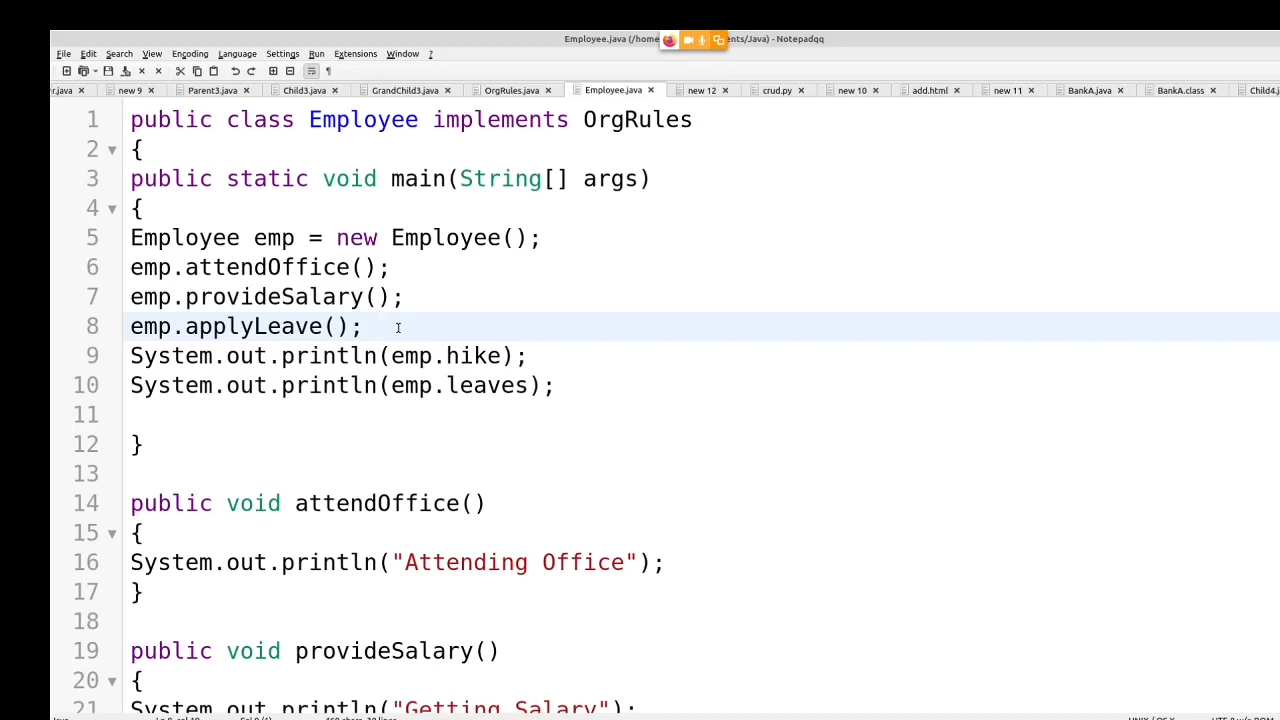 Employee.java (/home
ents/Java) - Notepadqq
File Edit Search View Encoding Language Settings Run Extensions Window ?
r.java new 9 Parent3.java Child3.java GrandChild3.java OrgRules.java Employee.java new 12 crud.py new 10 add.html new 11 BankA.java BankA.class Child4.j
1 public class Employee implements OrgRules
2 {
3 public static void main(String[] args)
4 {
5 Employee emp = new Employee();
6 emp.attendOffice();
7 emp.provideSalary();
8 emp.applyLeave();
9 System.out.println(emp.hike);
10 System.out.println(emp.leaves);
11
12 }
13
14 public void attendOffice()
15 {
16 System.out.println("Attending Office");
17 }
18
19 public void provideSalary()
20 {
21 System.out.println("Getting Salary");